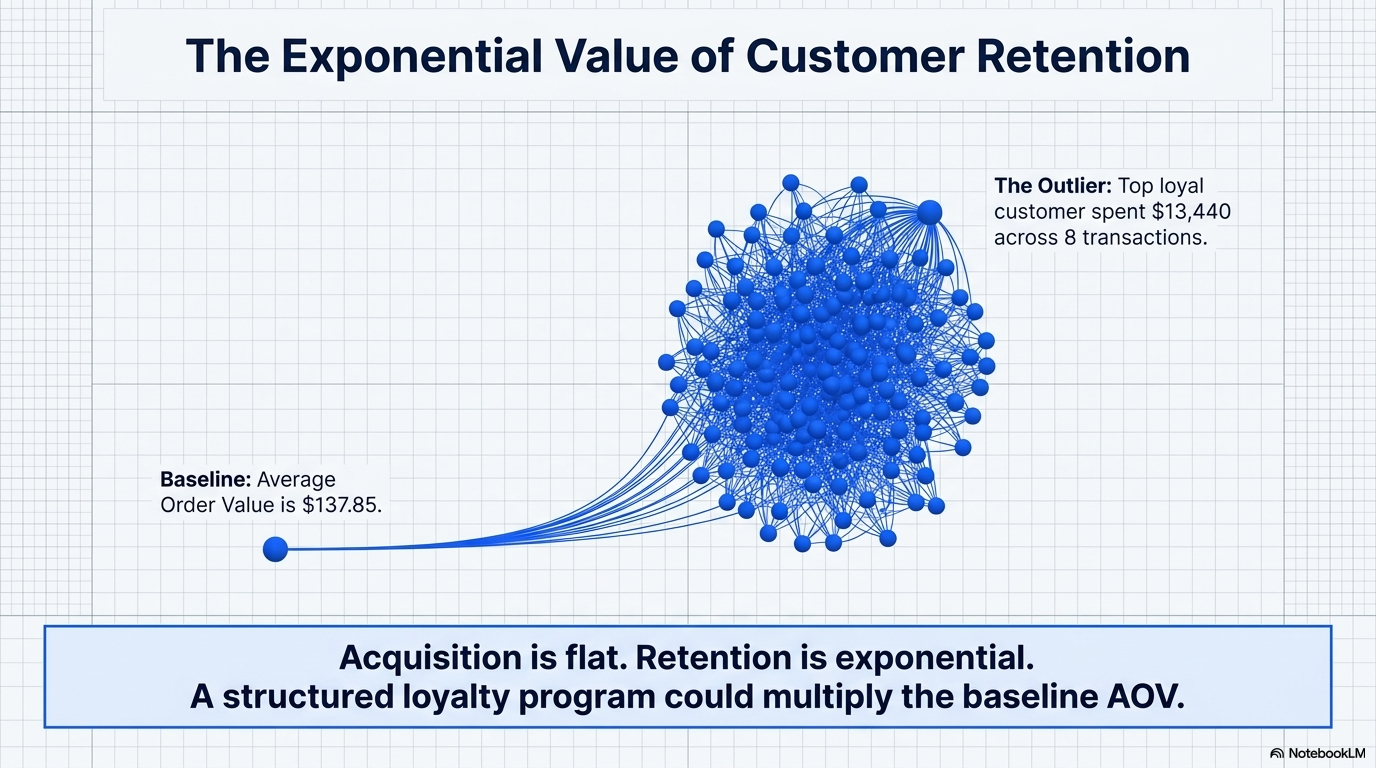 The Exponential Value of Customer Retention
The Outlier: Top loyal
customer spent $13,440
across 8 transactions.
Baseline: Average
Order Value is $137.85.
Acquisition is flat. Retention is exponential.
A structured loyalty program could multiply the baseline AOV.
NotebookLM